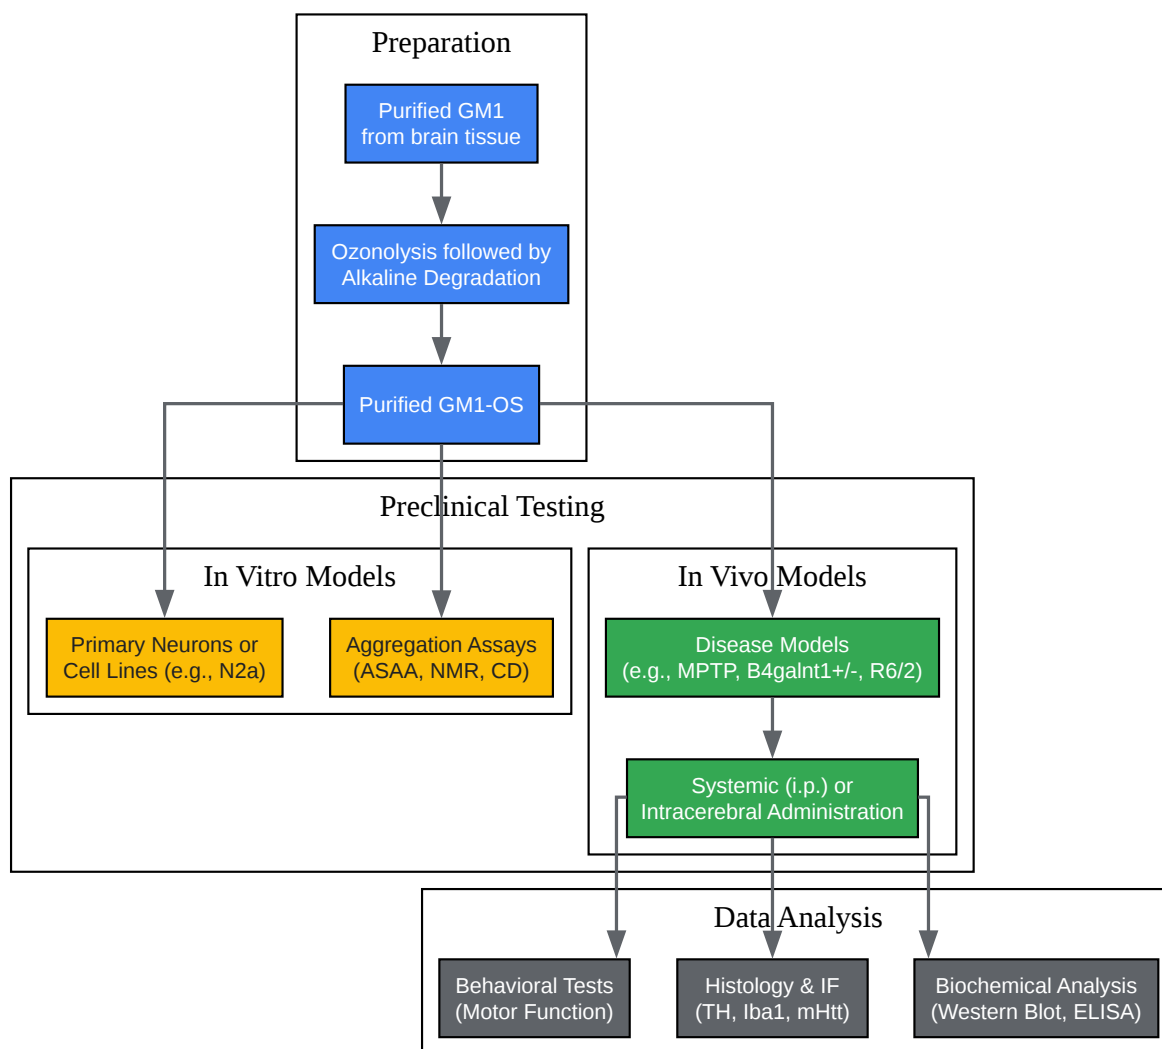 Preparation
Purified GM1
from brain tissue
Ozonolysis followed by
Alkaline Degradation
Purified GM1-OS
Preclinical Testing
In Vitro Models
In Vivo Models
Primary Neurons or
Cell Lines (e.g., N2a)
Aggregation Assays
(ASAA, NMR, CD)
Disease Models
(e.g., MPTP, B4galnt1+/-, R6/2)
Systemic (i.p.) or
Intracerebral Administration
Data Analysis
Behavioral Tests
(Motor Function)
Histology & IF
(TH, Iba1, mHtt)
Biochemical Analysis
(Western Blot, ELISA)